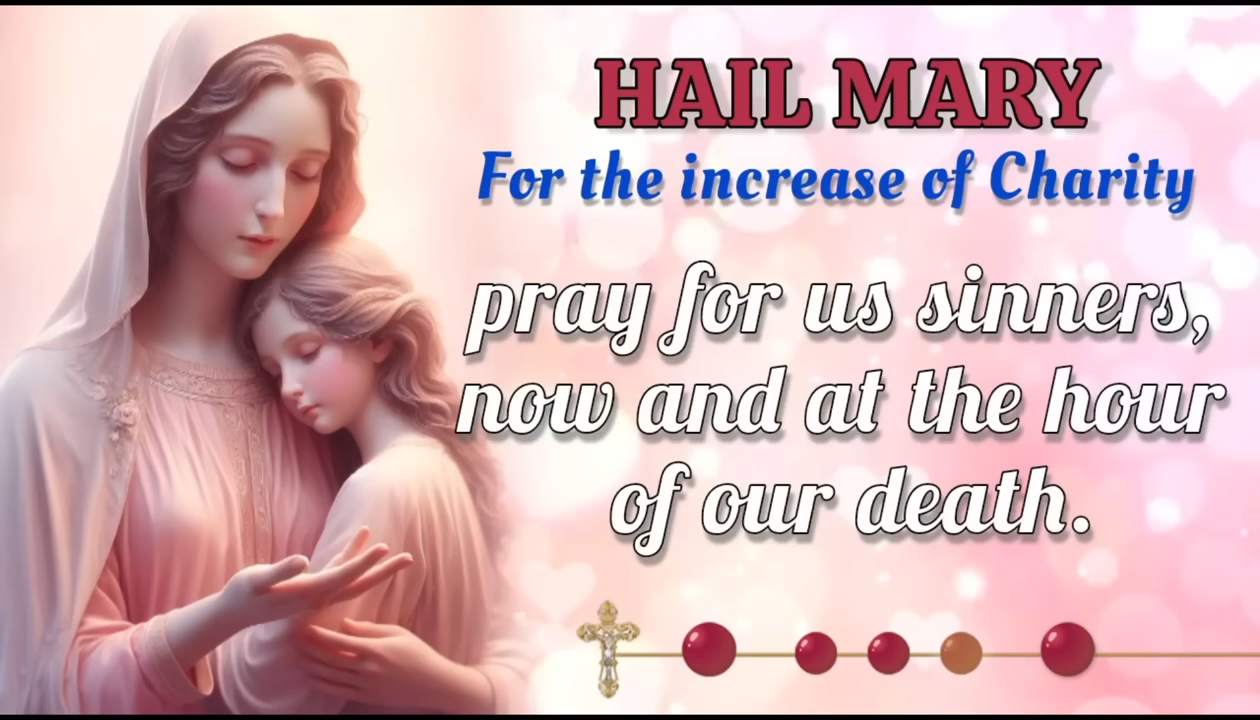 HAIL MARY
For the increase of Charity
pray for us sinners,
now and at the hour
of our death.